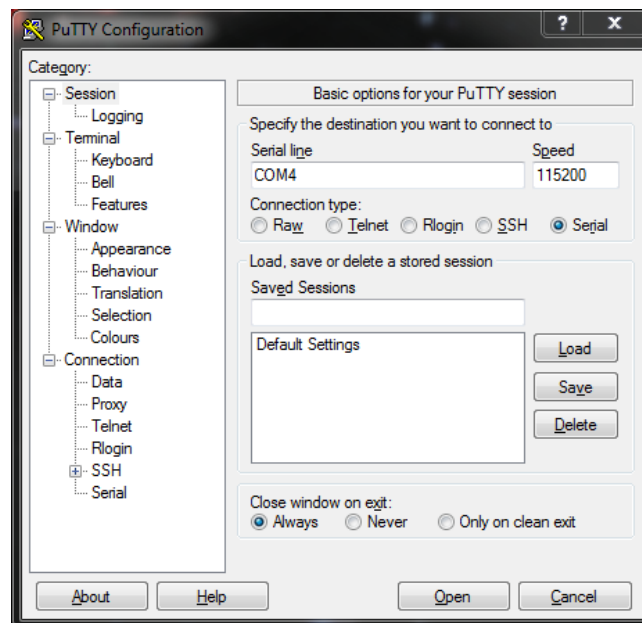 PuTTY Configuration
Category:
Session
Logging
Terminal
Keyboard
Bell
Features
Window
Appearance
Behaviour
Translation
Selection
Colours
Connection
Data
Proxy
Telnet
Rlogin
SSH
Serial
Basic options for your PuTTY session
Specify the destination you want to connect to
Serial line Speed
COM4 115200
Connection type:
Raw Telnet Rlogin SSH Serial
Load, save or delete a stored session
Saved Sessions
Default Settings
Load
Save
Delete
Close window on exit:
Always Never Only on clean exit
About Help Open Cancel